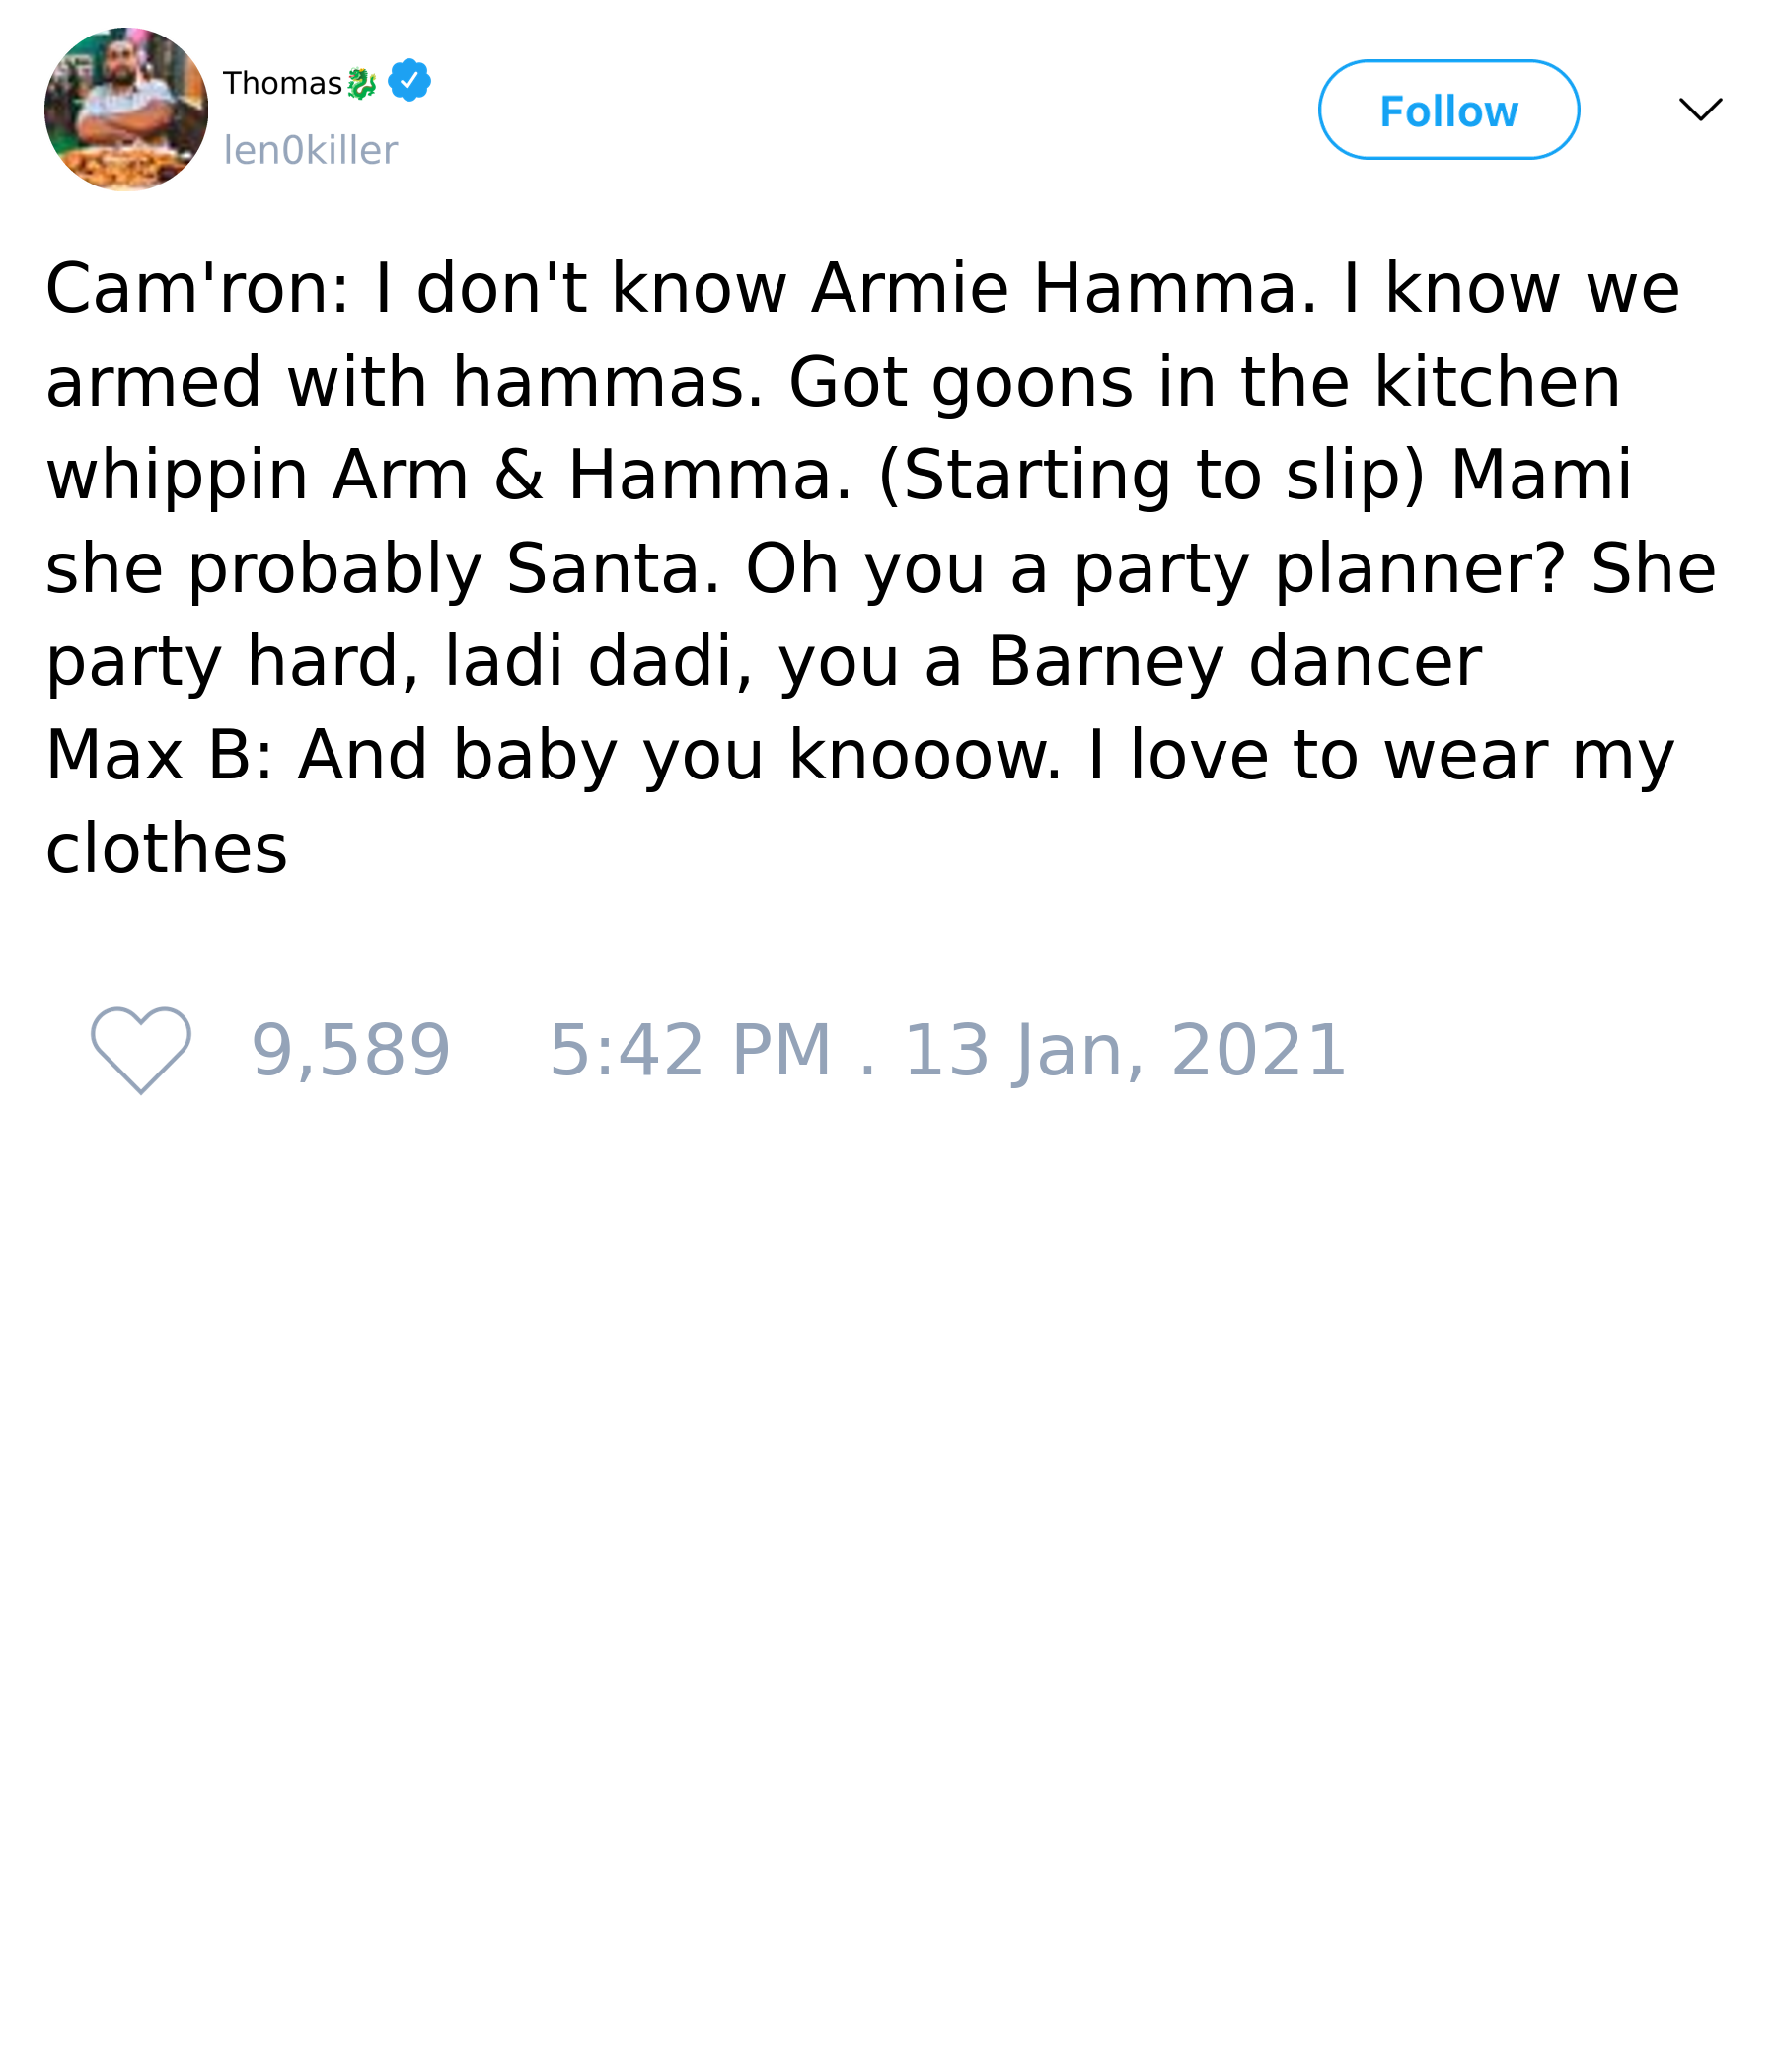 Thomas🐉
len0killer
Follow
Cam'ron: I don't know Armie Hamma. I know we
armed with hammas. Got goons in the kitchen
whippin Arm & Hamma. (Starting to slip) Mami
she probably Santa. Oh you a party planner? She
party hard, ladi dadi, you a Barney dancer
Max B: And baby you knooow. I love to wear my
clothes
9,589 5:42 PM . 13 Jan, 2021